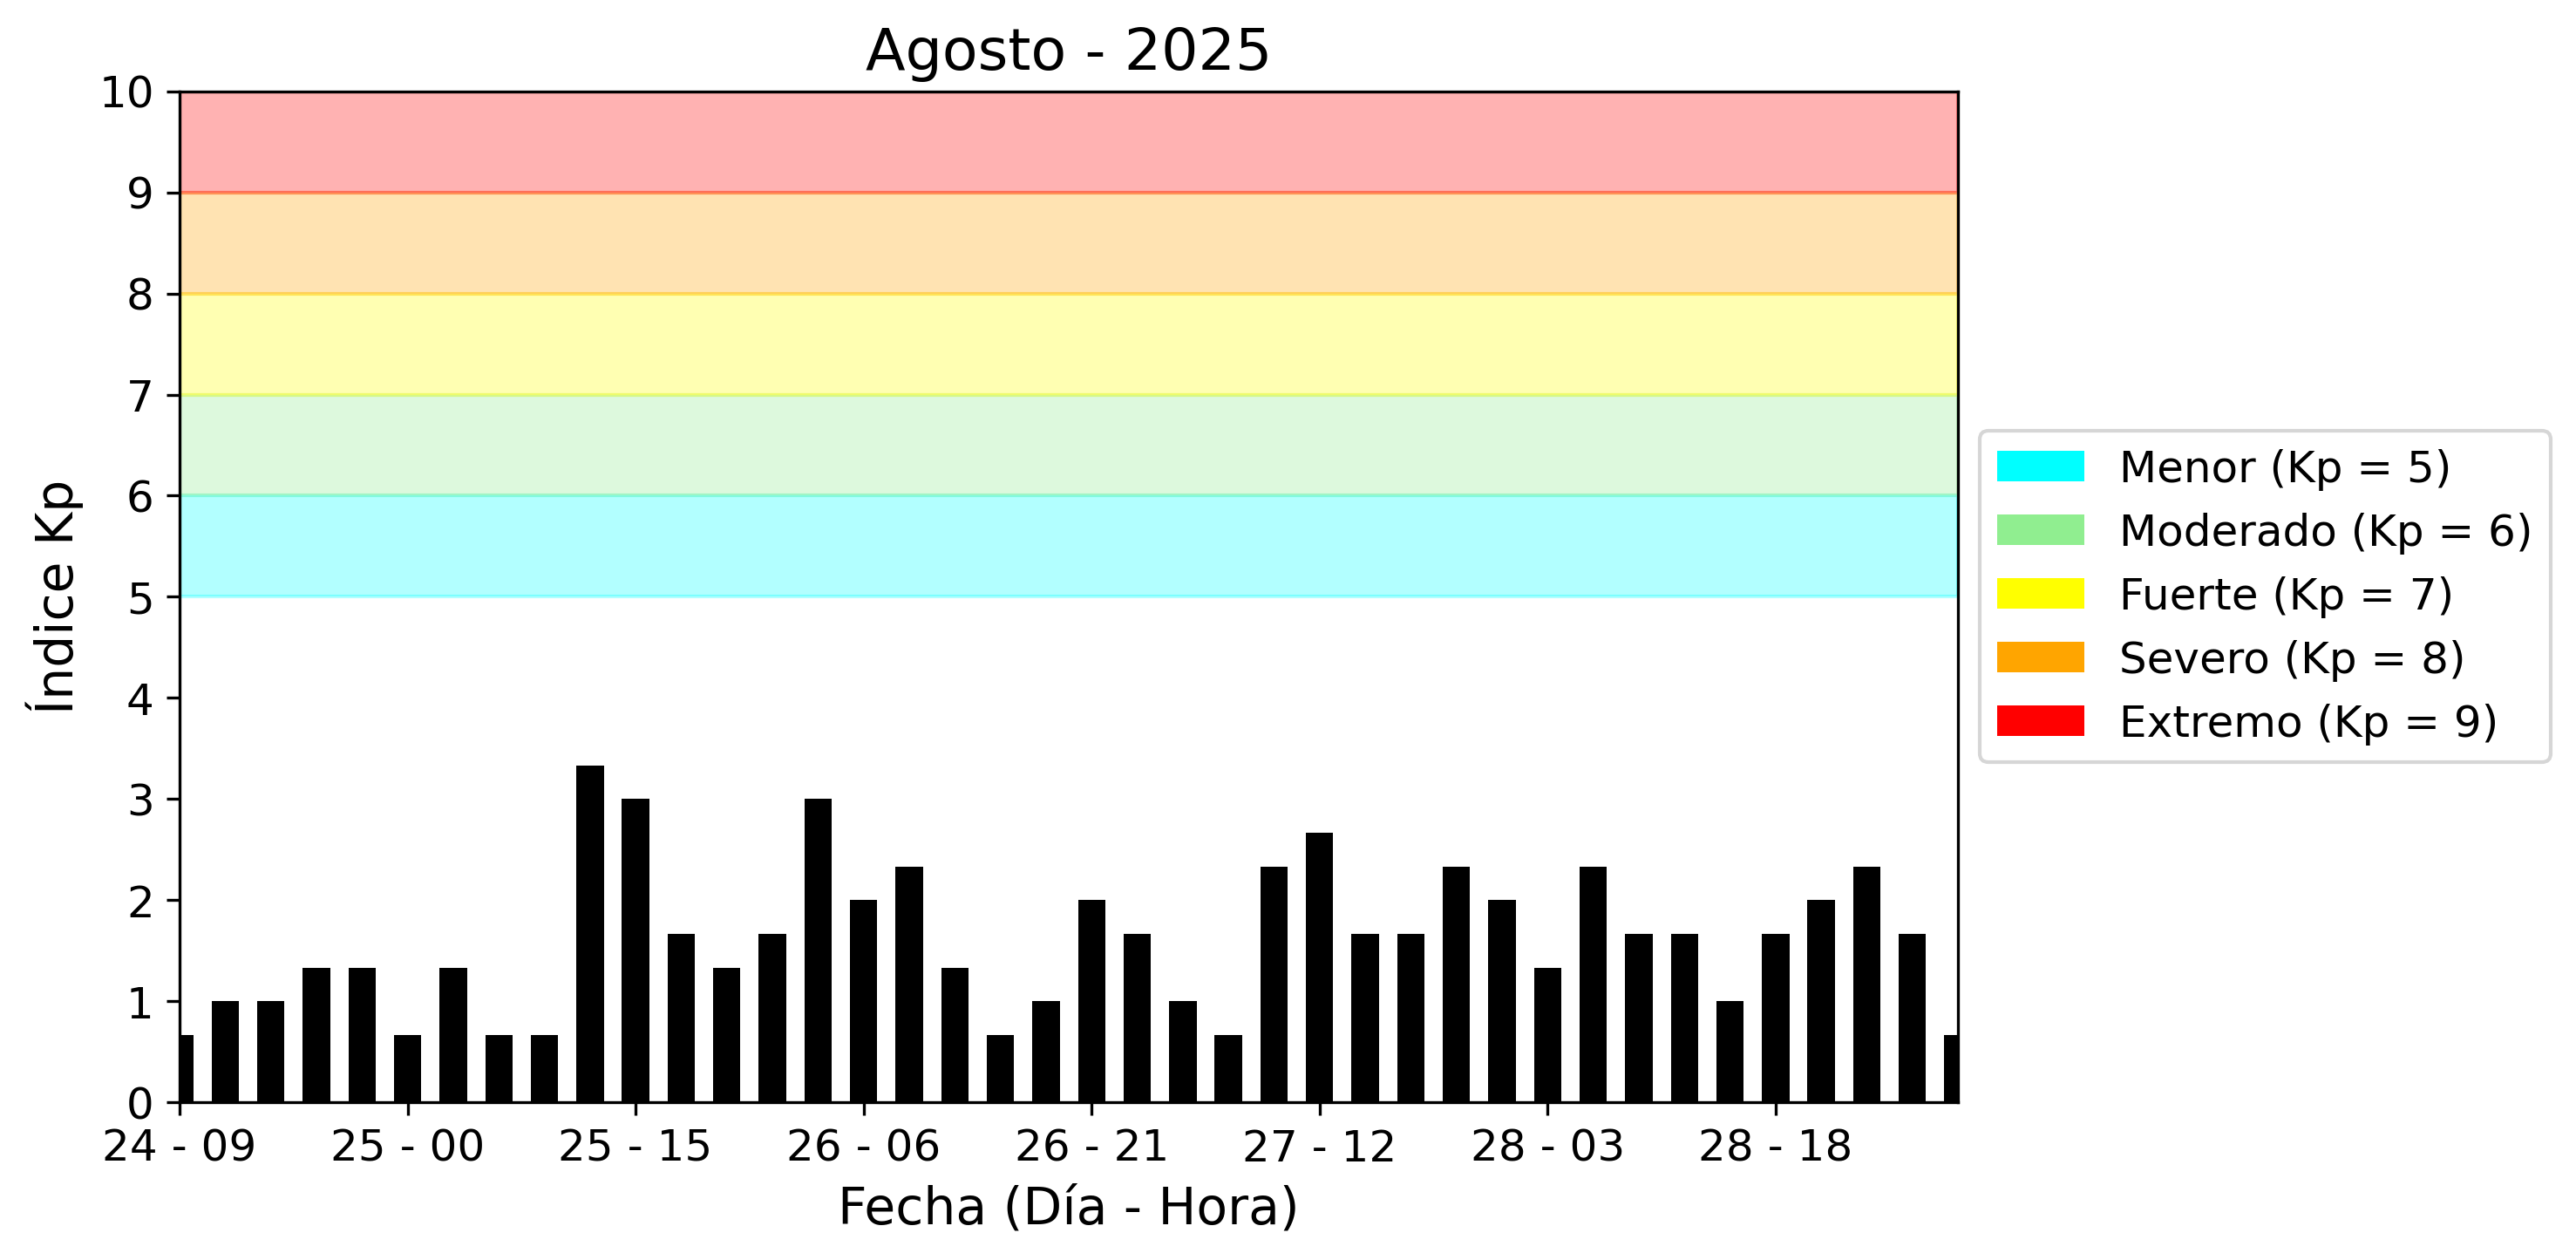 Agosto - 2025
10
9
8
7
6
5
4
3
2
1
0
Índice Kp
24 - 09 25 - 00 25 - 15 26 - 06 26 - 21 27 - 12 28 - 03 28 - 18
Fecha (Día - Hora)
Menor (Kp = 5)
Moderado (Kp = 6)
Fuerte (Kp = 7)
Severo (Kp = 8)
Extremo (Kp = 9)